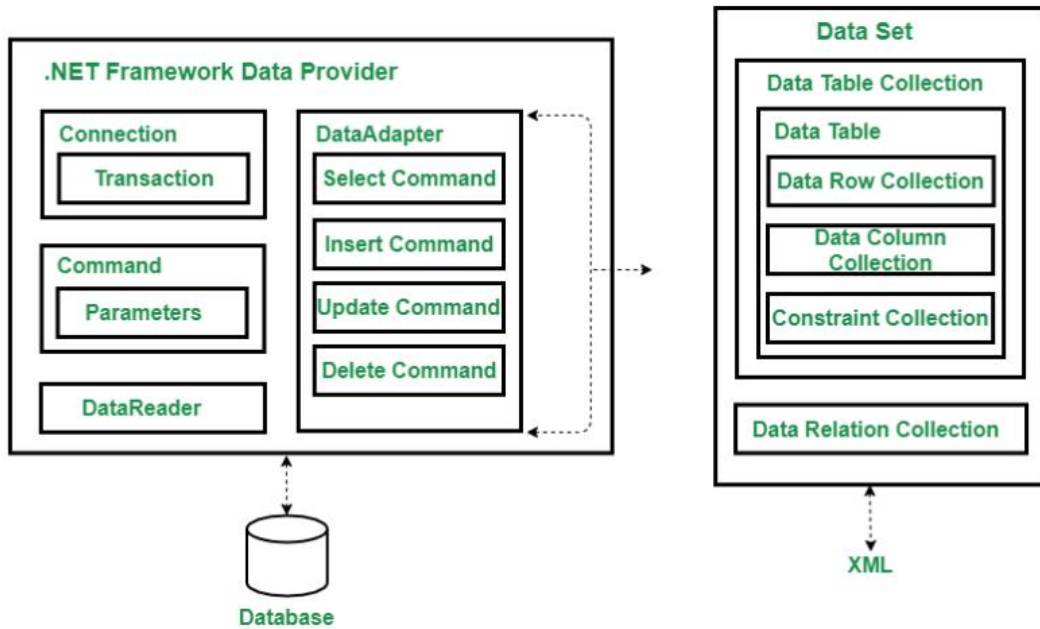 .NET Framework Data Provider
Connection
Transaction
Command
Parameters
DataReader
DataAdapter
Select Command
Insert Command
Update Command
Delete Command
Database
Data Set
Data Table Collection
Data Table
Data Row Collection
Data Column
Collection
Constraint Collection
Data Relation Collection
XML